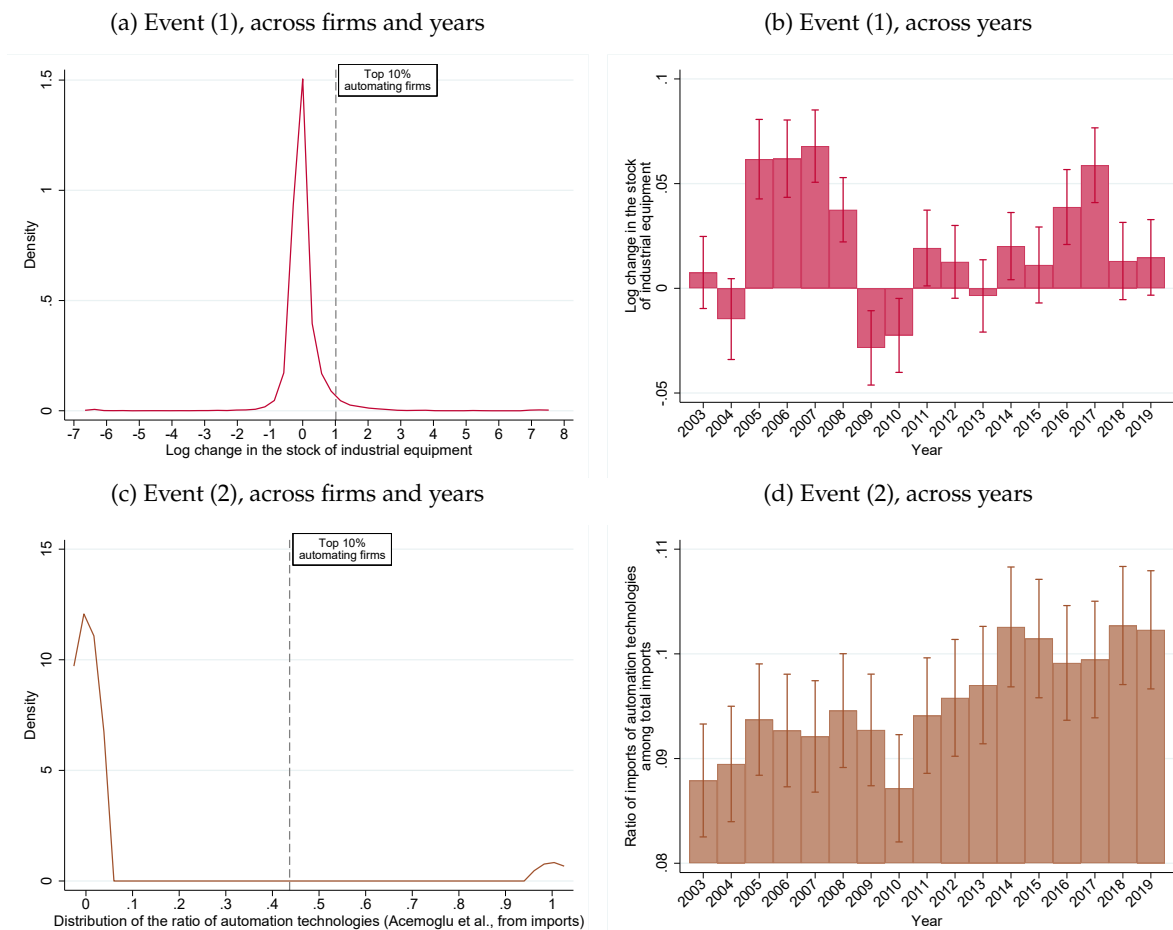 (a) Event (1), across firms and years
Top 10%
automating firms
1.5
1
.5
0
Density
-7 -6 -5 -4 -3 -2 -1 0 1 2 3 4 5 6 7 8
Log change in the stock of industrial equipment
(b) Event (1), across years
.1
.05
0
-.05
Log change in the stock
of industrial equipment
2003 2004 2005 2006 2007 2008 2009 2010 2011 2012 2013 2014 2015 2016 2017 2018 2019
Year
(c) Event (2), across firms and years
Top 10%
automating firms
15
10
5
0
Density
0 .1 .2 .3 .4 .5 .6 .7 .8 .9 1
Distribution of the ratio of automation technologies (Acemoglu et al., from imports)
(d) Event (2), across years
.11
.1
.09
.08
Ratio of imports of automation technologies
among total imports
2003 2004 2005 2006 2007 2008 2009 2010 2011 2012 2013 2014 2015 2016 2017 2018 2019
Year